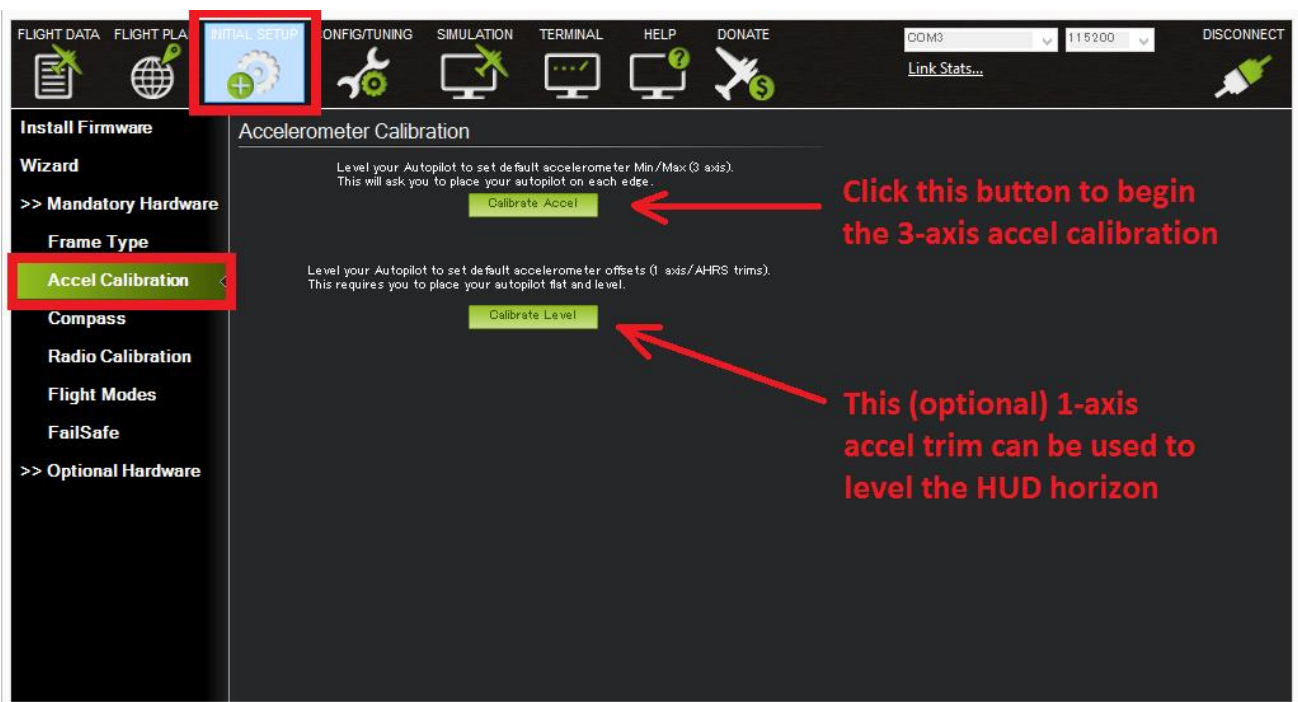 FLIGHT DATA FLIGHT PLA INITIAL SETUP CONFIG/TUNING SIMULATION TERMINAL HELP DONATE COM3 115200 DISCONNECT
Link Stats...
Install Firmware
Wizard
>> Mandatory Hardware
Frame Type
Accel Calibration
Compass
Radio Calibration
Flight Modes
FailSafe
>> Optional Hardware
Accelerometer Calibration
Level your Autopilot to set default accelerometer Min/Max (3 axis).
This will ask you to place your autopilot on each edge.
Calibrate Accel
Click this button to begin
the 3-axis accel calibration
Level your Autopilot to set default accelerometer offsets (1 axis/AHRS trims).
This requires you to place your autopilot flat and level.
Calibrate Level
This (optional) 1-axis
accel trim can be used to
level the HUD horizon